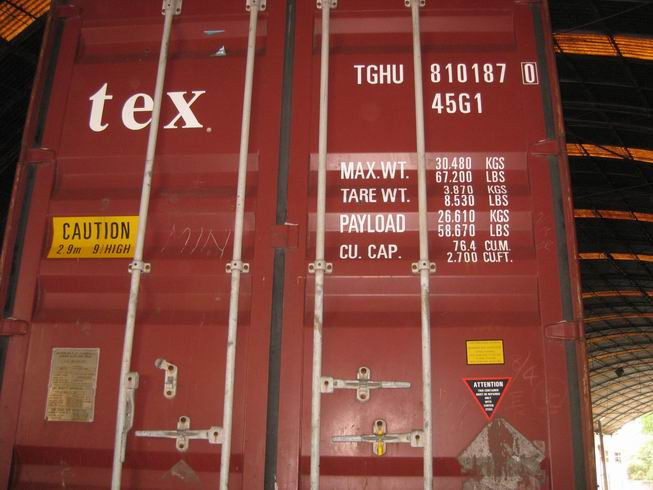 tex
TGHU 810187 0
45G1
MAX.WT. 30.480 KGS
67.200 LBS
TARE WT. 3.870 KGS
8.530 LBS
PAYLOAD 26.610 KGS
58.670 LBS
CU. CAP. 76.4 CU.M.
2.700 CU.FT.
CAUTION
2.9m 9'6 HIGH
ATTENTION